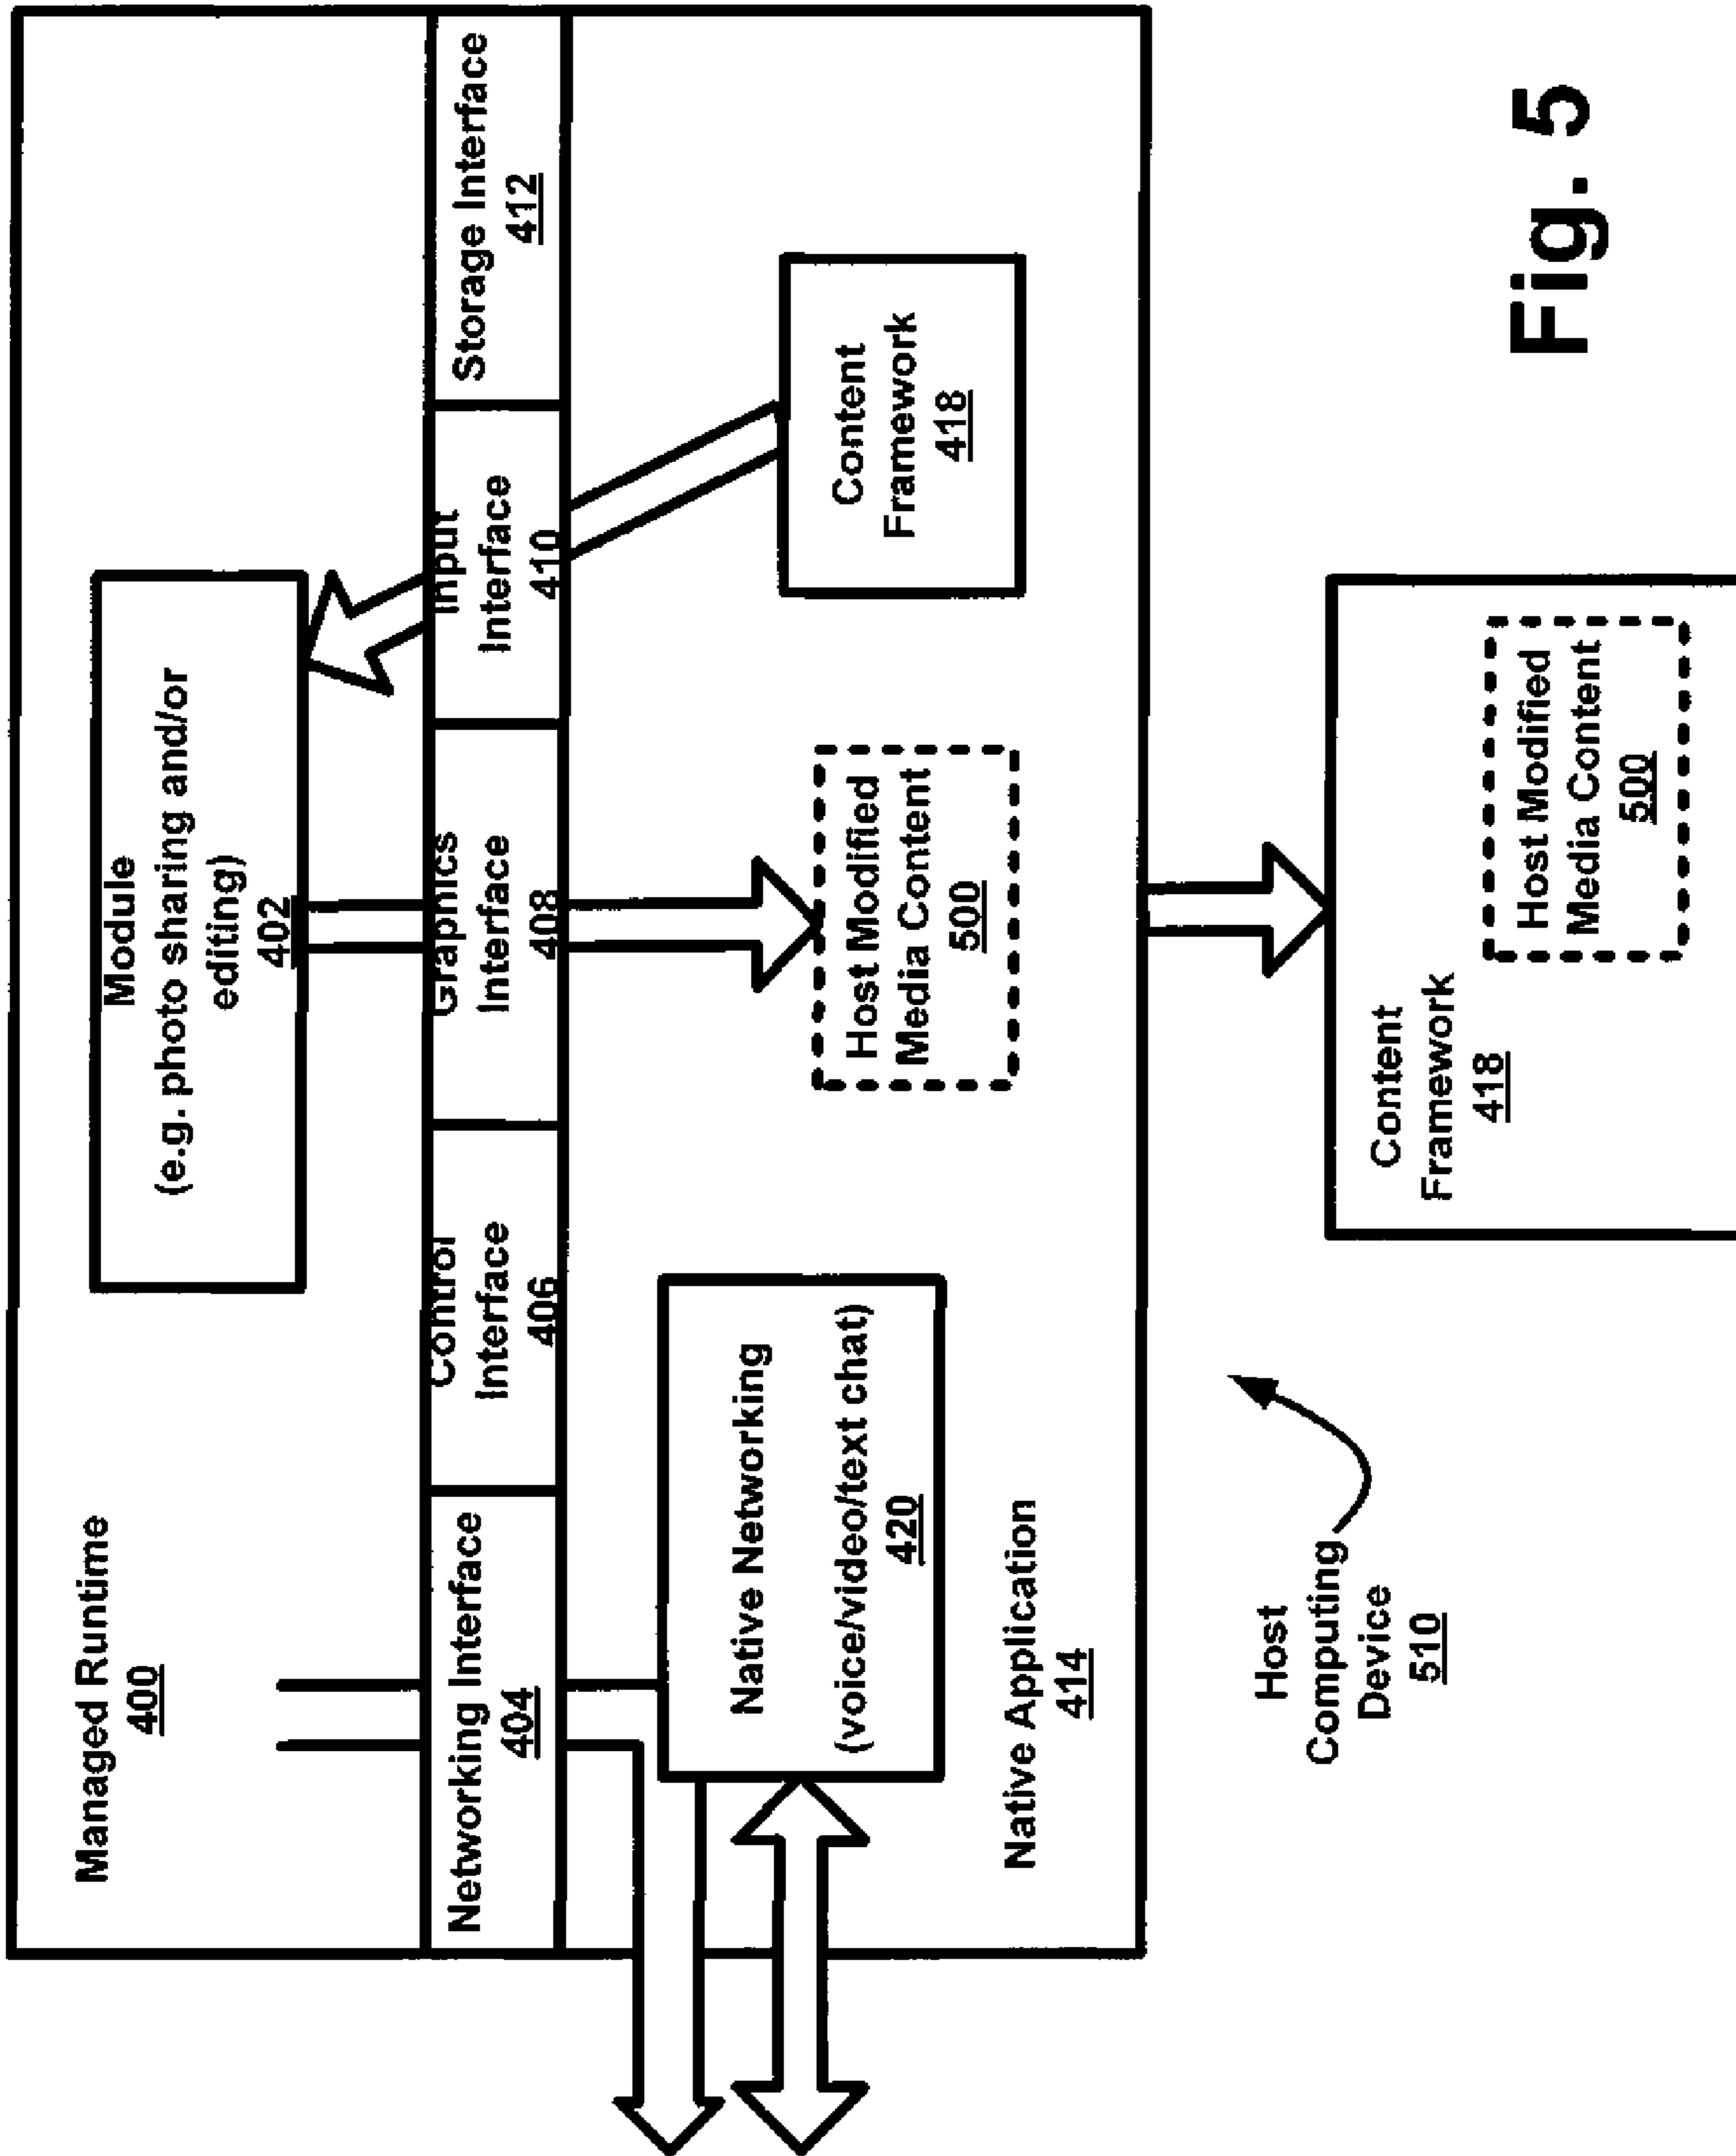 Managed Runtime
400
Module
(e.g. photo sharing and/or
editing)
402
Networking Interface
404
Control
Interface
406
Graphics
Interface
408
Input
Interface
410
Storage Interface
412
Native Networking
(voice/video/text chat)
420
Host Modified
Media Content
500
Content
Framework
418
Native Application
414
Host
Computing
Device
510
Content
Framework
418
Host Modified
Media Content
500
Fig. 5